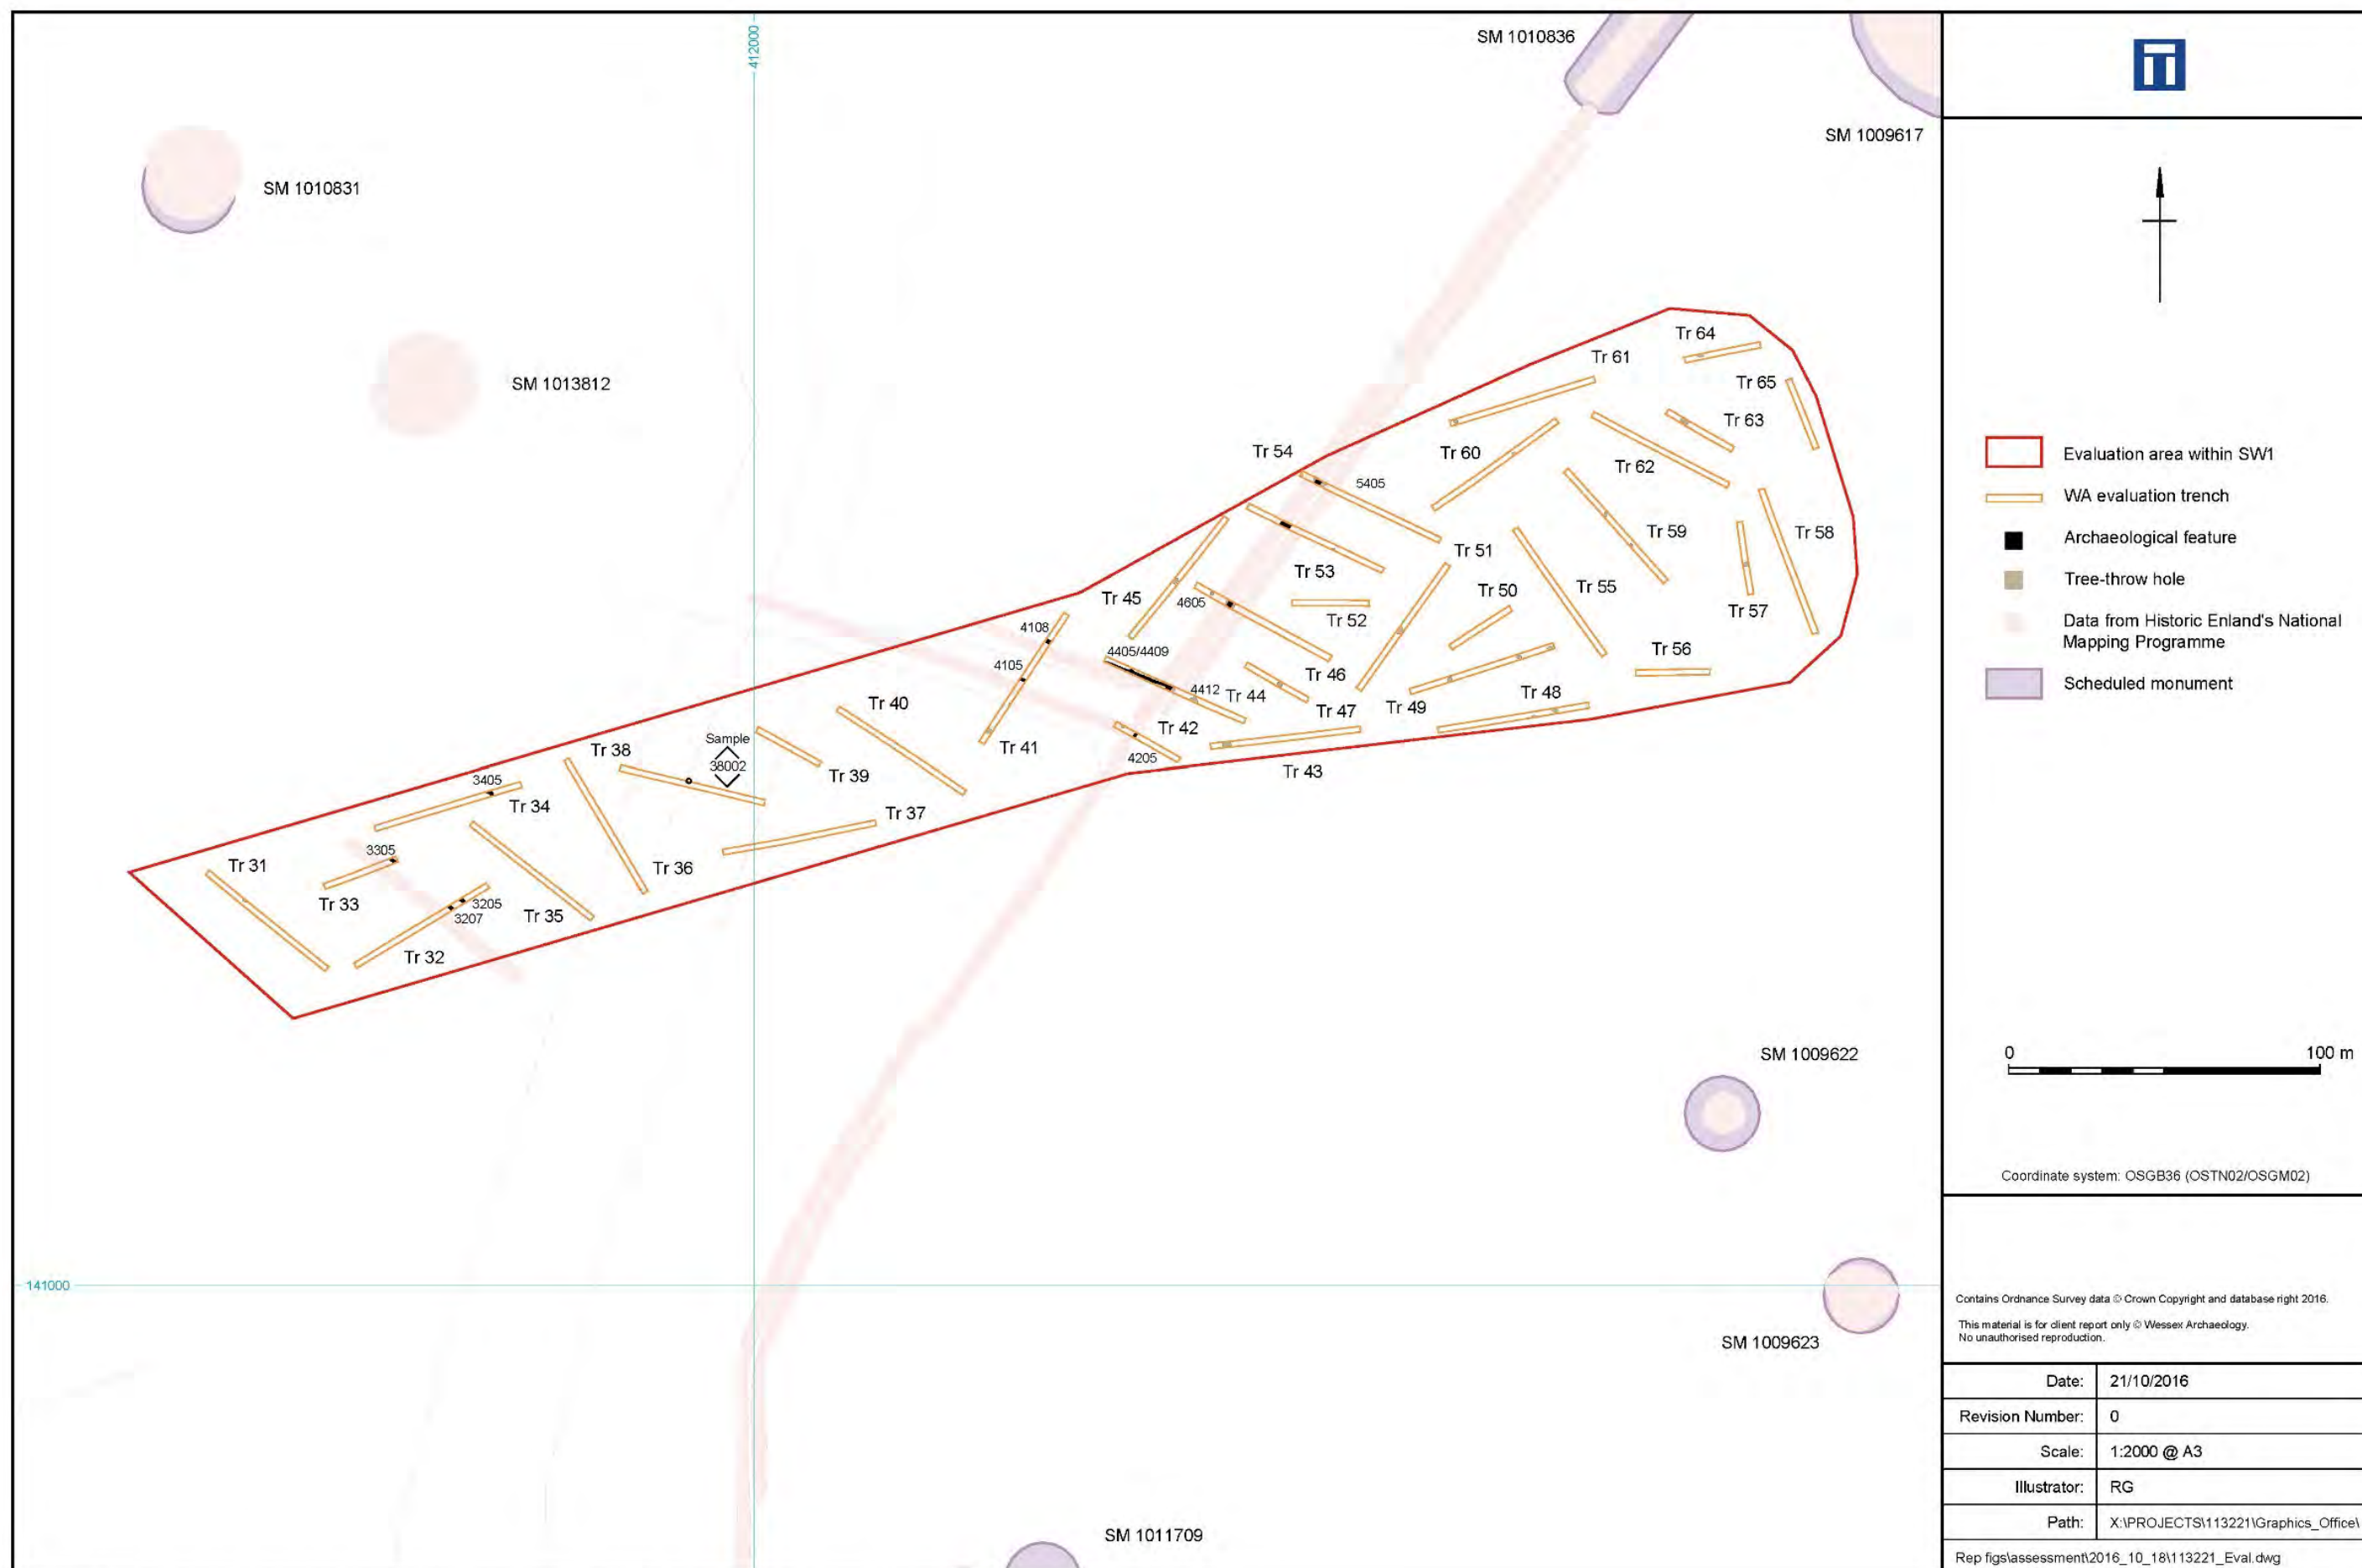 412000
SM 1010836
SM 1009617
SM 1010831
SM 1013812
Tr 64
Tr 61
Tr 65
Tr 63
Tr 54
5405
Tr 60
Tr 62
Tr 59
Tr 58
Tr 51
Tr 53
Tr 50
Tr 55
Tr 57
Tr 45
4605
Tr 52
4108
4405/4409
Tr 56
4105
Tr 46
4412
Tr 44
Tr 48
Tr 40
Tr 47
Tr 49
Tr 42
Sample
Tr 38
Tr 41
4205
38002
Tr 39
Tr 43
3405
Tr 34
Tr 37
3305
Tr 31
Tr 36
Tr 33
3205
3207
Tr 35
Tr 32
SM 1009622
141000
SM 1009623
SM 1011709
Evaluation area within SW1
WA evaluation trench
Archaeological feature
Tree-throw hole
Data from Historic Enland's National
Mapping Programme
Scheduled monument
0 100 m
Coordinate system: OSGB36 (OSTN02/OSGM02)
Contains Ordnance Survey data © Crown Copyright and database right 2016.
This material is for client report only © Wessex Archaeology.
No unauthorised reproduction.
Date: 21/10/2016
Revision Number: 0
Scale: 1:2000 @ A3
Illustrator: RG
Path: X:\PROJECTS\113221\Graphics_Office\
Rep figs\assessment\2016_10_18\113221_Eval.dwg